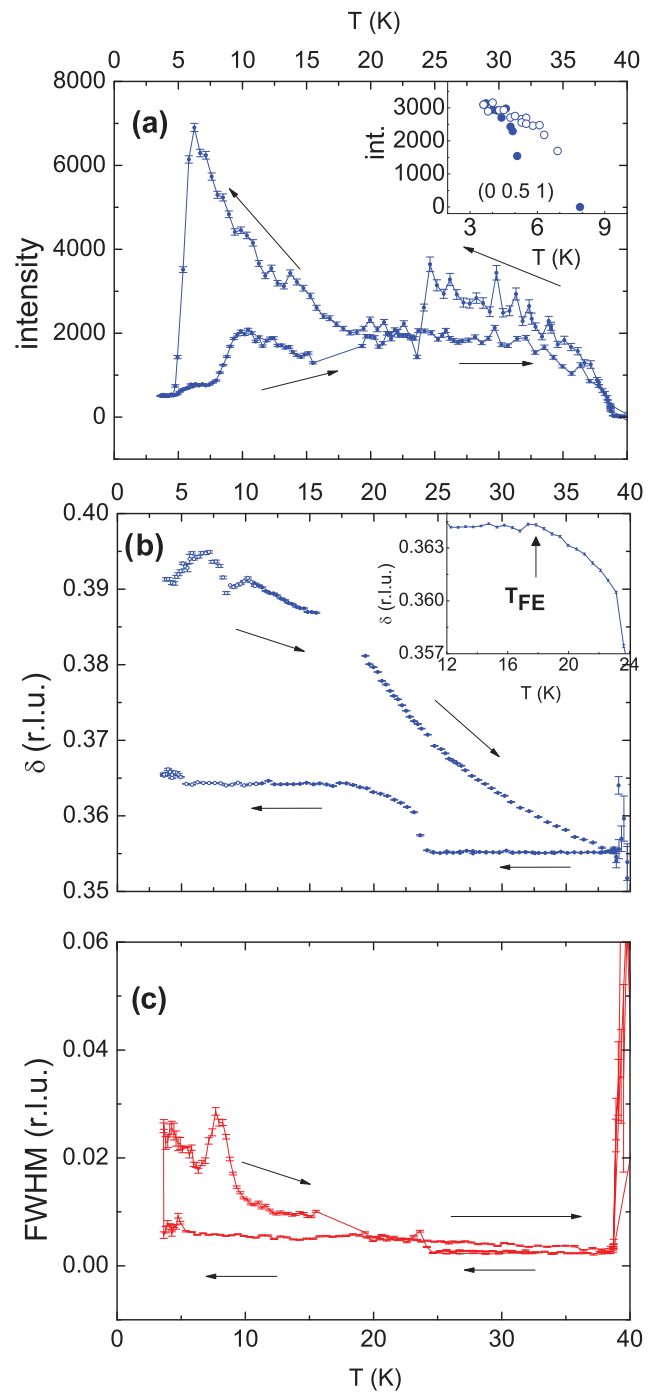 T (K)
0 5 10 15 20 25 30 35 40
8000
(a)
3000
int.
2000
6000
1000
(0 0.5 1)
0
3 6 9
T (K)
4000
intensity
2000
0
0 5 10 15 20 25 30 35 40
0.40
(b)
0.363
δ (r.l.u.)
0.39
0.360
T_FE
0.357
12 14 16 18 20 22 24
T (K)
0.38
δ (r.l.u.)
0.37
0.36
0.35
0.06
(c)
0.04
FWHM (r.l.u.)
0.02
0.00
0 10 20 30 40
T (K)